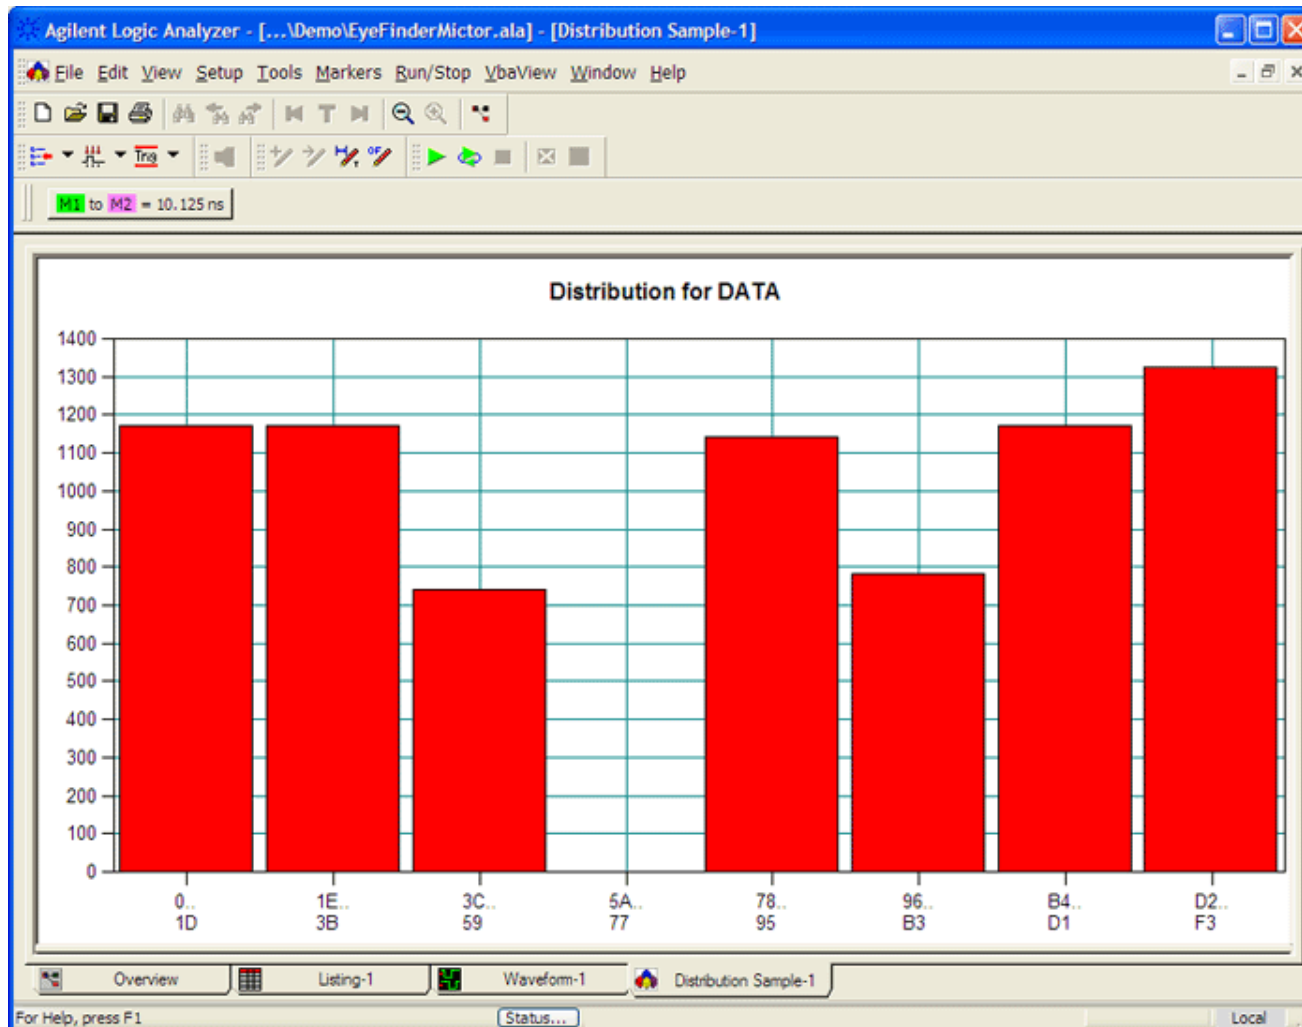 Agilent Logic Analyzer - [...\Demo\EyeFinderMictor.ala] - [Distribution Sample-1]
File Edit View Setup Tools Markers Run/Stop VbaView Window Help
T
Trig
M1 to M2 = 10.125 ns
Distribution for DATA
1400
1300
1200
1100
1000
900
800
700
600
500
400
300
200
100
0
0.. 1E.. 3C.. 5A.. 78.. 96.. B4.. D2..
1D 3B 59 77 95 B3 D1 F3
Overview Listing-1 Waveform-1 Distribution Sample-1
For Help, press F1 Status... Local